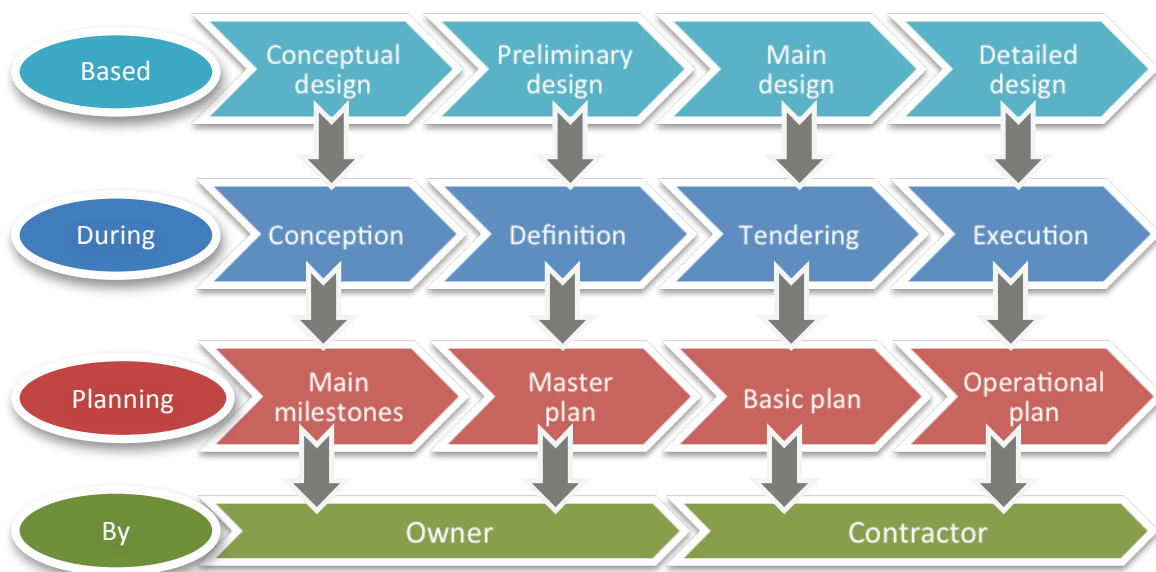 Based
Conceptual
design
Preliminary
design
Main
design
Detailed
design
During
Conception
Definition
Tendering
Execution
Planning
Main
milestones
Master
plan
Basic plan
Operational
plan
By
Owner
Contractor